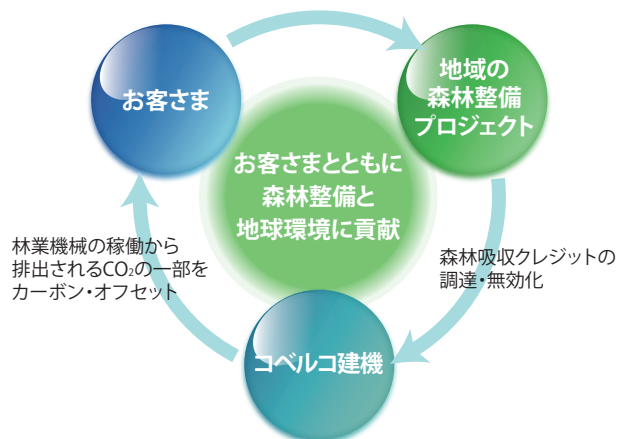 お客さま
地域の
森林整備
プロジェクト
お客さまとともに
森林整備と
地球環境に貢献
林業機械の稼働から
排出されるCO₂の一部を
カーボン・オフセット
森林吸収クレジットの
調達・無効化
コベルコ建機